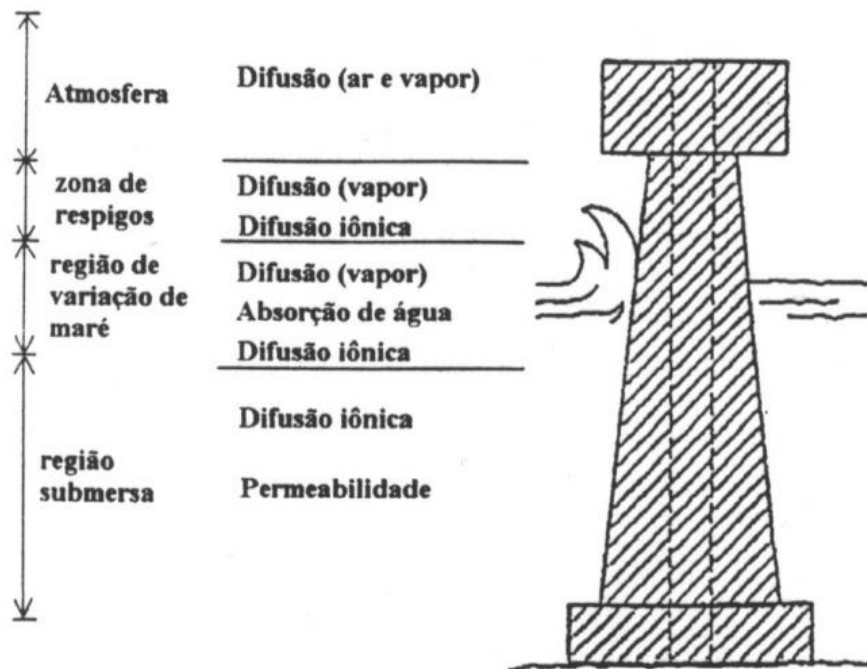 Atmosfera
Difusão (ar e vapor)
zona de
respigos
Difusão (vapor)
Difusão iônica
região de
variação de
maré
Difusão (vapor)
Absorção de água
Difusão iônica
região
submersa
Difusão iônica
Permeabilidade